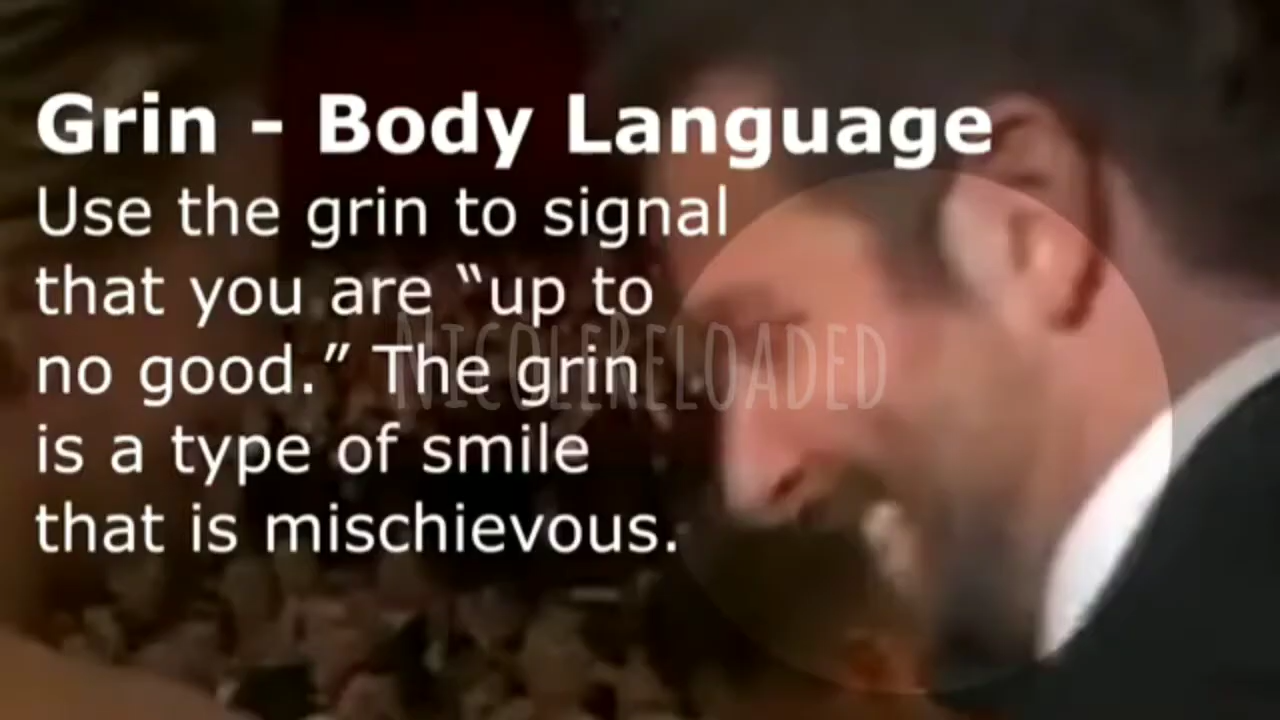 Grin - Body Language
Use the grin to signal
that you are “up to
no good.” The grin
is a type of smile
that is mischievous.
NicoleReloaded